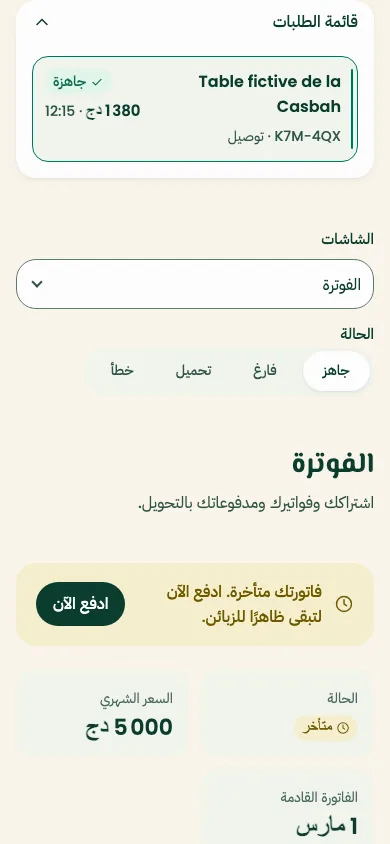 قائمة الطلبات
Table fictive de la
Casbah
جاهزة
1 380 دج · 12:15
K7M-4QX · توصيل
الشاشات
الفوترة
الحالة
جاهز
فارغ
تحميل
خطأ
الفوترة
اشتراكك وفواتيرك ومدفوعاتك بالتحويل.
فاتورتك متأخرة. ادفع الآن
لتبقى ظاهرًا للزبائن.
ادفع الآن
الحالة
متأخر
السعر الشهري
5 000 دج
الفاتورة القادمة
1 مارس